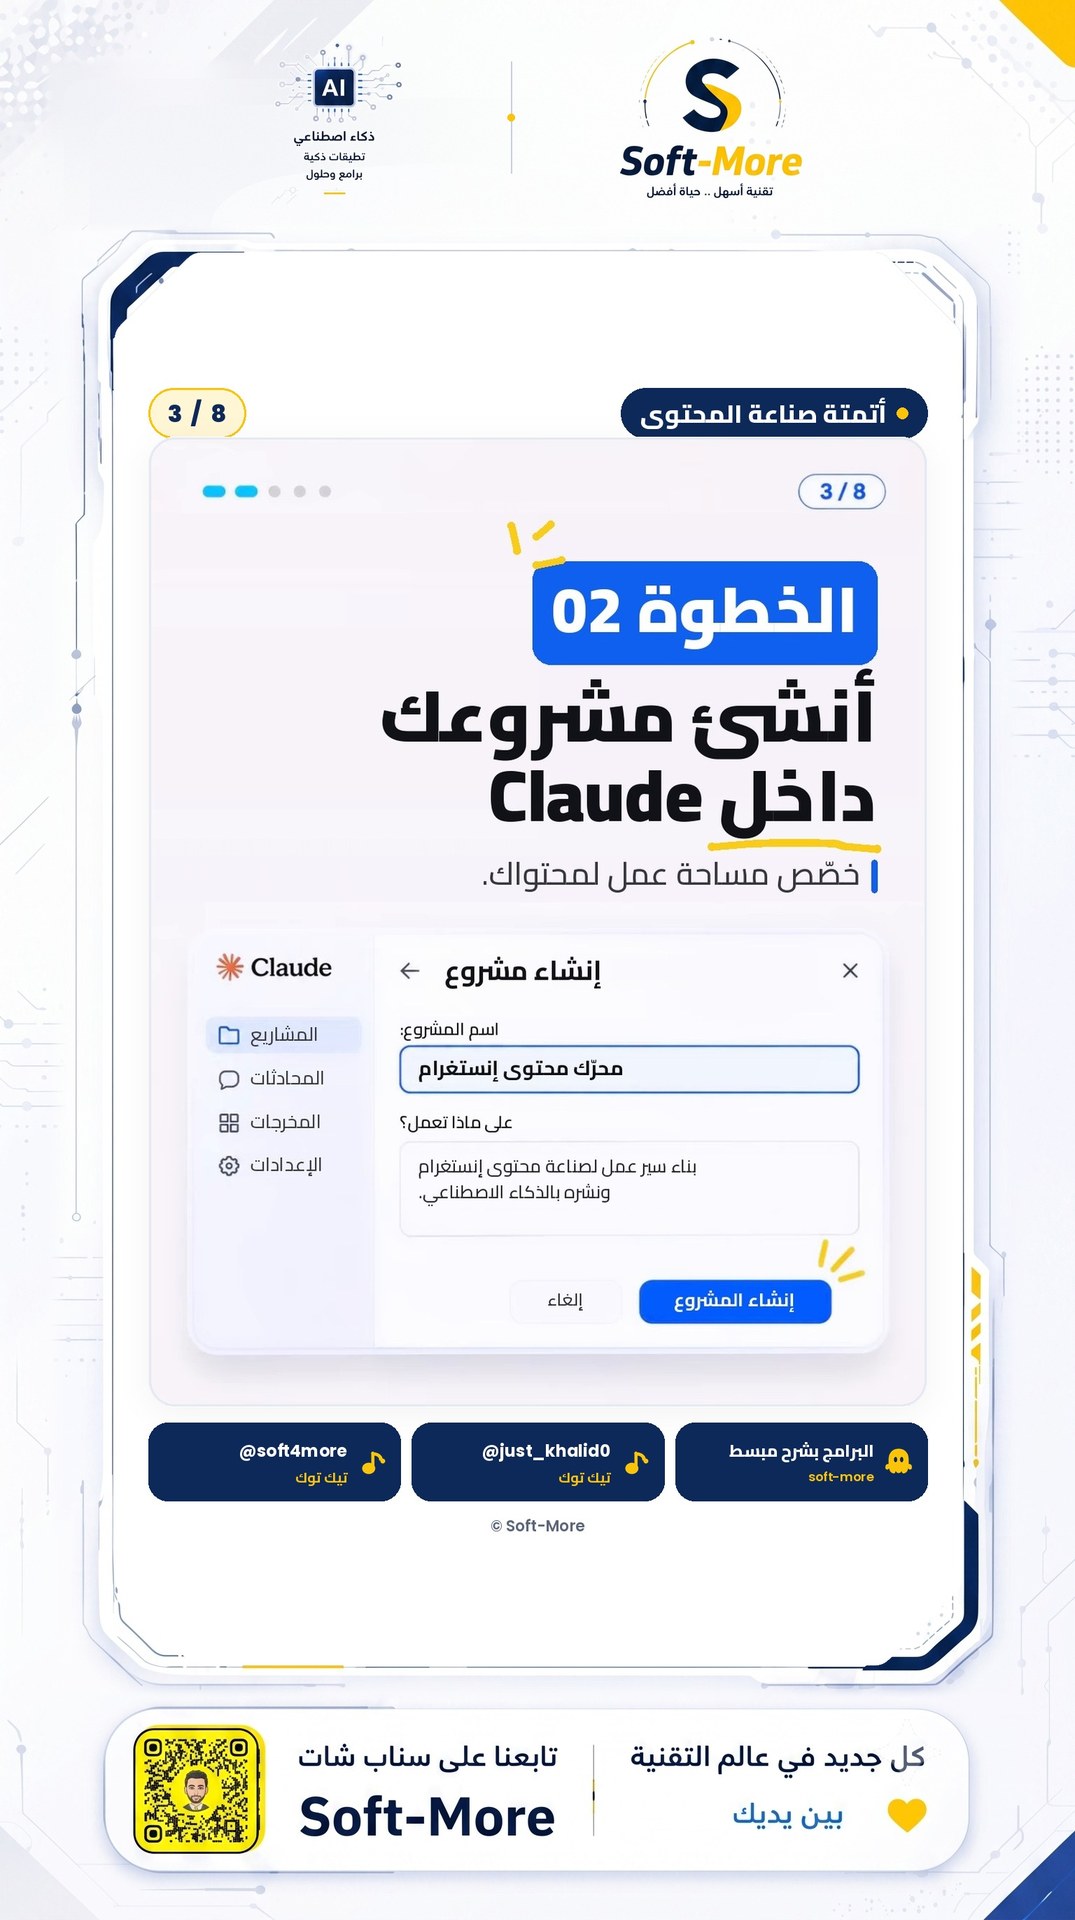 Soft-More
تقنية أسهل .. حياة أفضل
AI
ذكاء اصطناعي
تطبيقات ذكية
برامج وحلول
أتمتة صناعة المحتوى
3 / 8
3 / 8
الخطوة 02
أنشئ مشروعك
داخل Claude
خصّص مساحة عمل لمحتواك.
Claude
المشاريع
المحادثات
المخرجات
الإعدادات
إنشاء مشروع
اسم المشروع:
محرّك محتوى إنستغرام
على ماذا تعمل؟
بناء سير عمل لصناعة محتوى إنستغرام
ونشره بالذكاء الاصطناعي.
إنشاء المشروع
إلغاء
البرامج بشرح مبسط
soft-more
@just_khalid0
تيك توك
@soft4more
تيك توك
© Soft-More
كل جديد في عالم التقنية
بين يديك
تابعنا على سناب شات
Soft-More